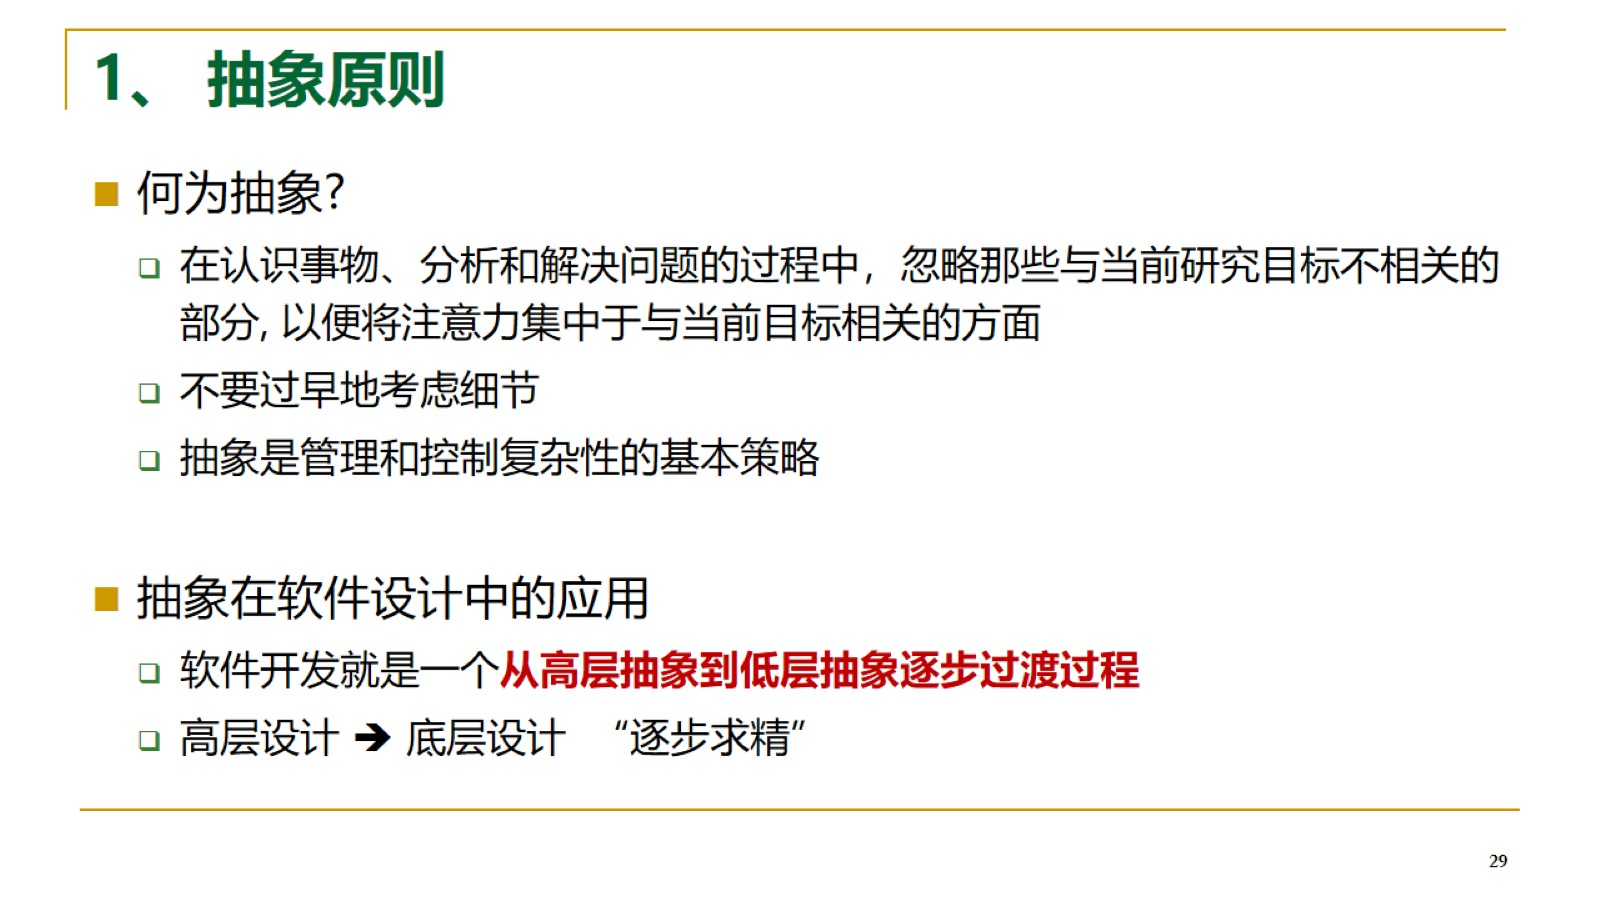 1、 抽象原则
何为抽象?
在认识事物、分析和解决问题的过程中，忽略那些与当前研究目标不相关的
部分, 以便将注意力集中于与当前目标相关的方面
不要过早地考虑细节
抽象是管理和控制复杂性的基本策略
抽象在软件设计中的应用
软件开发就是一个从高层抽象到低层抽象逐步过渡过程
高层设计 ➔ 底层设计 “逐步求精”
29